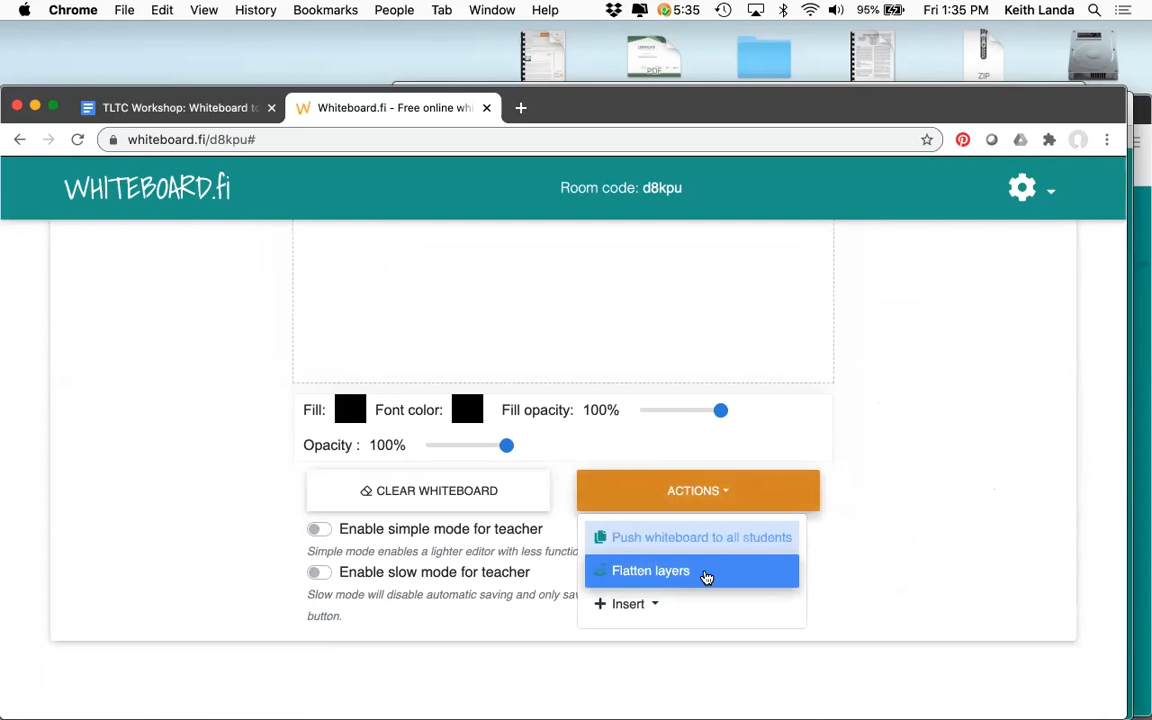 Chrome File Edit View History Bookmarks People Tab Window Help 5:35 95% Fri 1:35 PM Keith Landa
PDF ZIP
TLTC Workshop: Whiteboard to Whiteboard.fi - Free online whi
whiteboard.fi/d8kpu#
WHITEBOARD.fi Room code: d8kpu
Fill: Font color: Fill opacity: 100%
Opacity : 100%
CLEAR WHITEBOARD ACTIONS
Enable simple mode for teacher Push whiteboard to all students
Simple mode enables a lighter editor with less functio
Flatten layers
Enable slow mode for teacher
Slow mode will disable automatic saving and only sav
Insert
button.